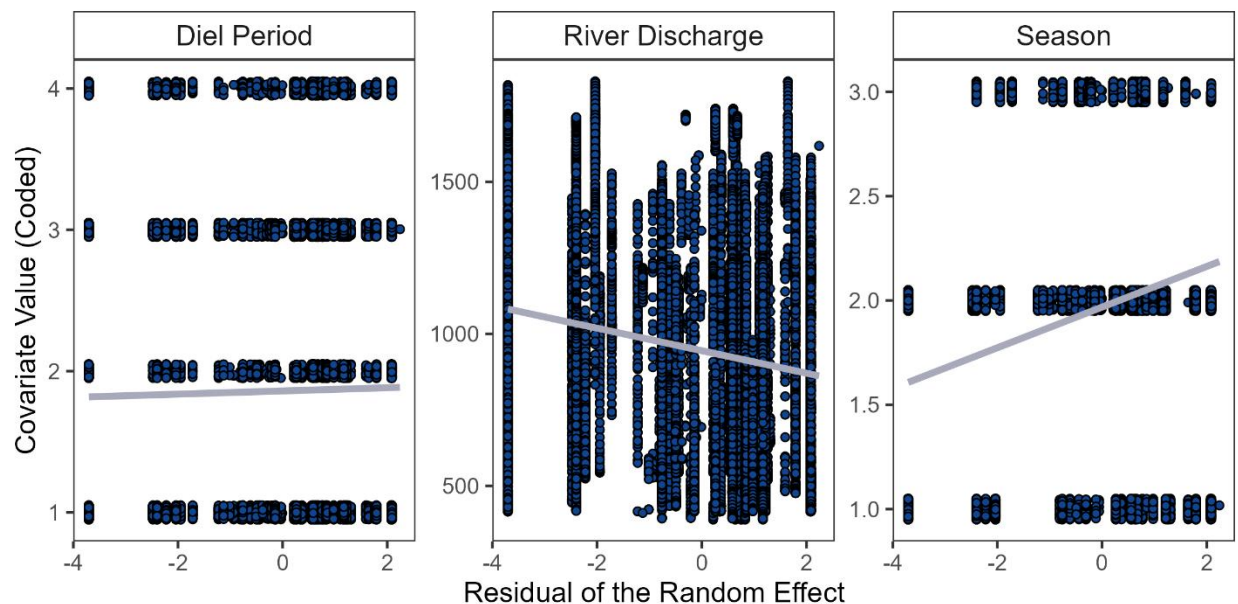 Diel Period
River Discharge
Season
Covariate Value (Coded)
4
3
2
1
1500
1000
500
3.0
2.5
2.0
1.5
1.0
-4 -2 0 2
-4 -2 0 2
-4 -2 0 2
Residual of the Random Effect